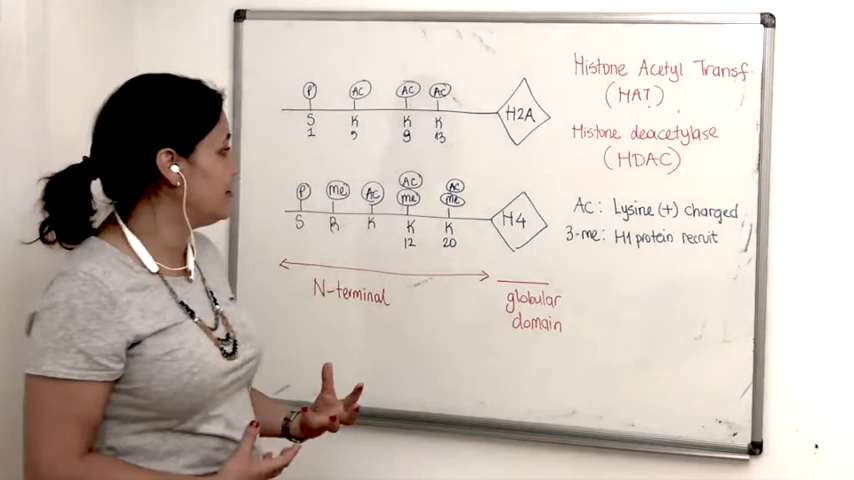 Histone Acetyl Transf.
(HAT)
Histone deacetylase
(HDAC)
Ac: Lysine (+) charged
3-me: H1 protein recruit
P AC AC AC
S K K K H2A
1 5 9 13
P me AC AC me AC me
S R K K K H4
12 20
N-terminal
globular
domain